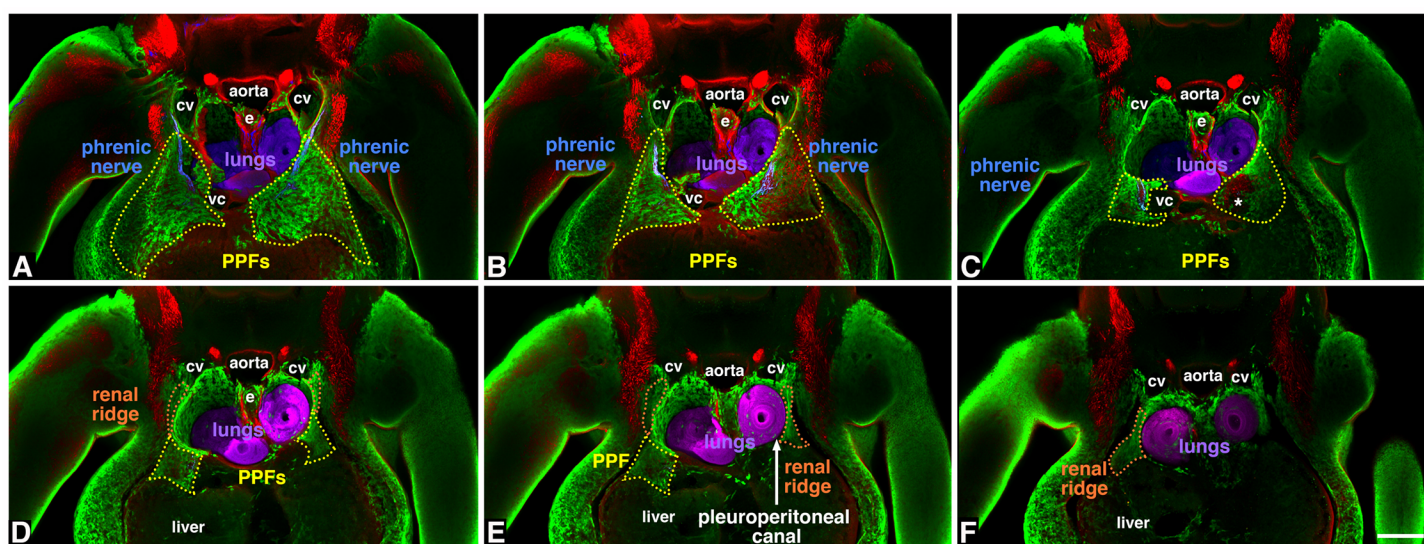 cv aorta cv
e
phrenic
nerve
lungs
phrenic
nerve
vc
PPFs
A
cv aorta cv
e
phrenic
nerve
lungs
phrenic
nerve
vc
PPFs
B
cv aorta cv
e
phrenic
nerve
lungs
vc
*
PPFs
C
cv aorta cv
e
renal
ridge
lungs
PPFs
liver
D
cv aorta cv
lungs
PPF
renal
ridge
liver
pleuroperitoneal
canal
E
cv aorta cv
lungs
renal
ridge
liver
F